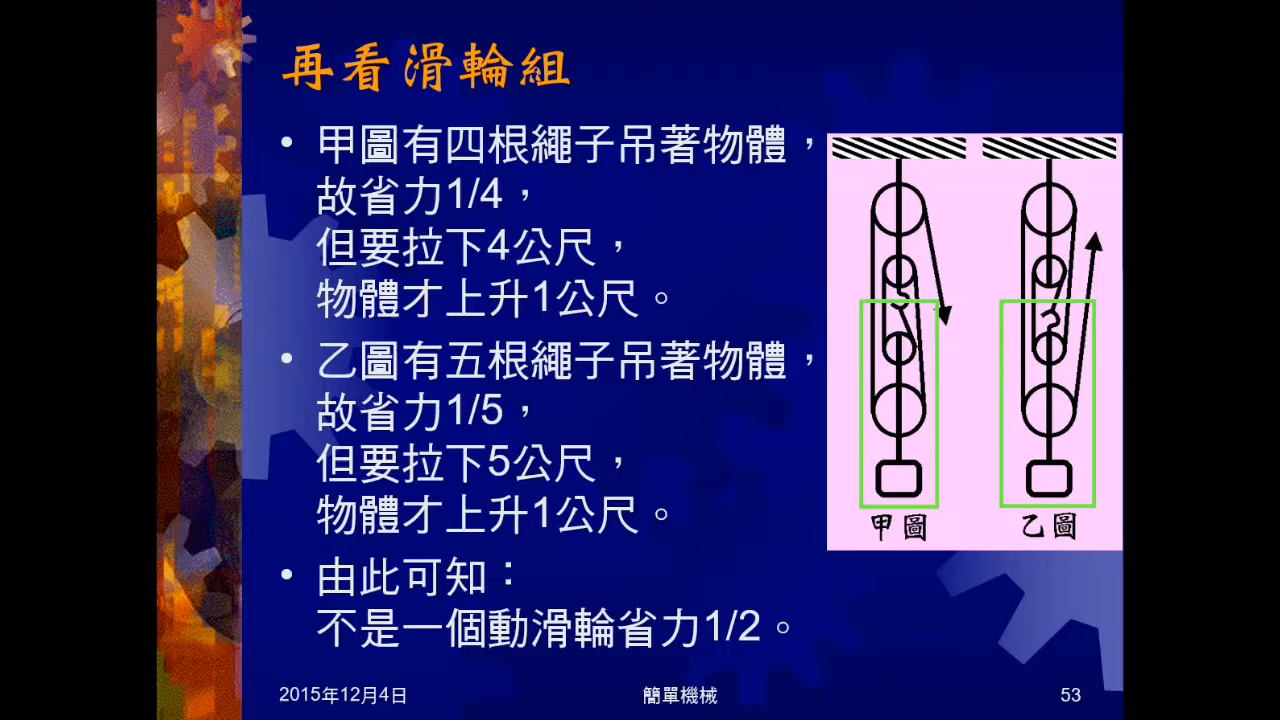 再看滑輪組
• 甲圖有四根繩子吊著物體，
故省力1/4，
但要拉下4公尺，
物體才上升1公尺。
• 乙圖有五根繩子吊著物體，
故省力1/5，
但要拉下5公尺，
物體才上升1公尺。
• 由此可知：
不是一個動滑輪省力1/2。
甲圖 乙圖
2015年12月4日 簡單機械 53